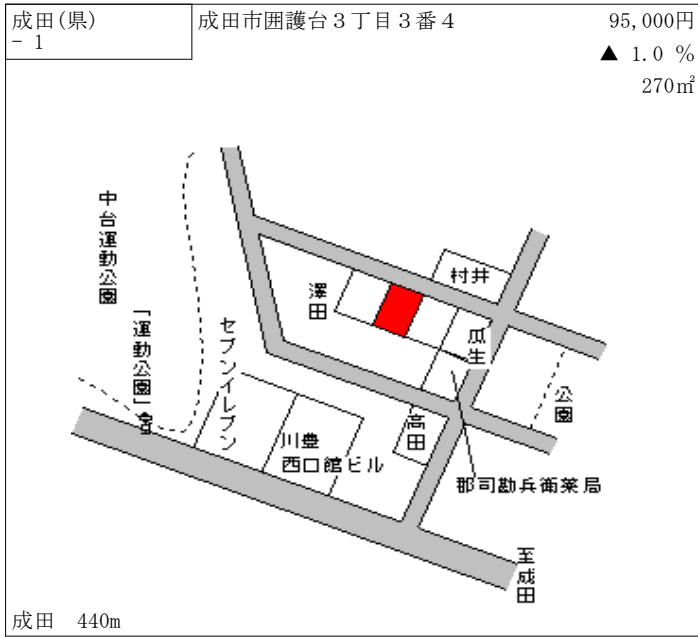 成田(県)
- 1
成田市囲護台３丁目３番４
95,000円
▲ 1.0 %
270㎡
中台運動公園
「運動公園」
セブンイレブン
澤田
村井
瓜生
公園
高田
川豊
西口館ビル
郡司勘兵衛薬局
至成田
成田　440m